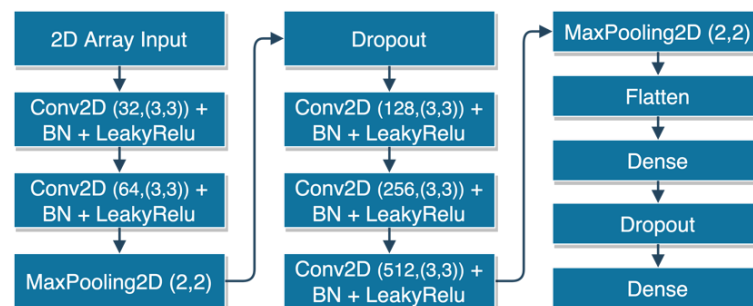 2D Array Input
Conv2D (32,(3,3)) +
BN + LeakyRelu
Conv2D (64,(3,3)) +
BN + LeakyRelu
MaxPooling2D (2,2)
Dropout
Conv2D (128,(3,3)) +
BN + LeakyRelu
Conv2D (256,(3,3)) +
BN + LeakyRelu
Conv2D (512,(3,3)) +
BN + LeakyRelu
MaxPooling2D (2,2)
Flatten
Dense
Dropout
Dense